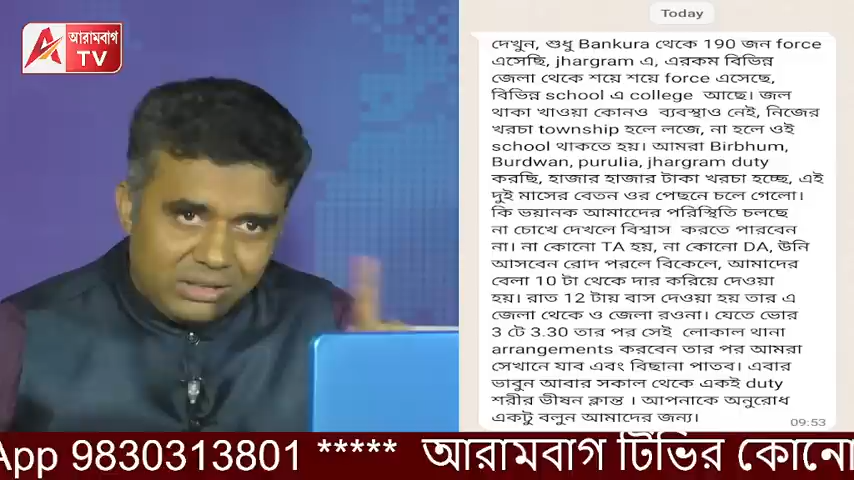 আরামবাগ
TV
Today
দেখুন, শুধু Bankura থেকে 190 জন force
এসেছি, jhargram এ, এরকম বিভিন্ন
জেলা থেকে শয়ে শয়ে force এসেছে,
বিভিন্ন school এ college আছে। জল
থাকা খাওয়া কোনও ব্যবস্থাও নেই, নিজের
খরচা township হলে লজে, না হলে ওই
school থাকতে হয়। আমরা Birbhum,
Burdwan, purulia, jhargram duty
করছি, হাজার হাজার টাকা খরচা হচ্ছে, এই
দুই মাসের বেতন ওর পেছনে চলে গেলো।
কি ভয়ানক আমাদের পরিস্থিতি চলছে
না চোখে দেখলে বিশ্বাস করতে পারবেন
না। না কোনো TA হয়, না কোনো DA, উনি
আসবেন রোদ পরলে বিকেলে, আমাদের
বেলা 10 টা থেকে দার করিয়ে দেওয়া
হয়। রাত 12 টায় বাস দেওয়া হয় তার এ
জেলা থেকে ও জেলা রওনা। যেতে ভোর
3 টে 3.30 তার পর সেই লোকাল থানা
arrangements করবেন তার পর আমরা
সেখানে যাব এবং বিছানা পাতব। এবার
ভাবুন আবার সকাল থেকে একই duty
শরীর ভীষন ক্লান্ত । আপনাকে অনুরোধ
একটু বলুন আমাদের জন্য।
09:53
App 9830313801 ***** আরামবাগ টিভির কোনো